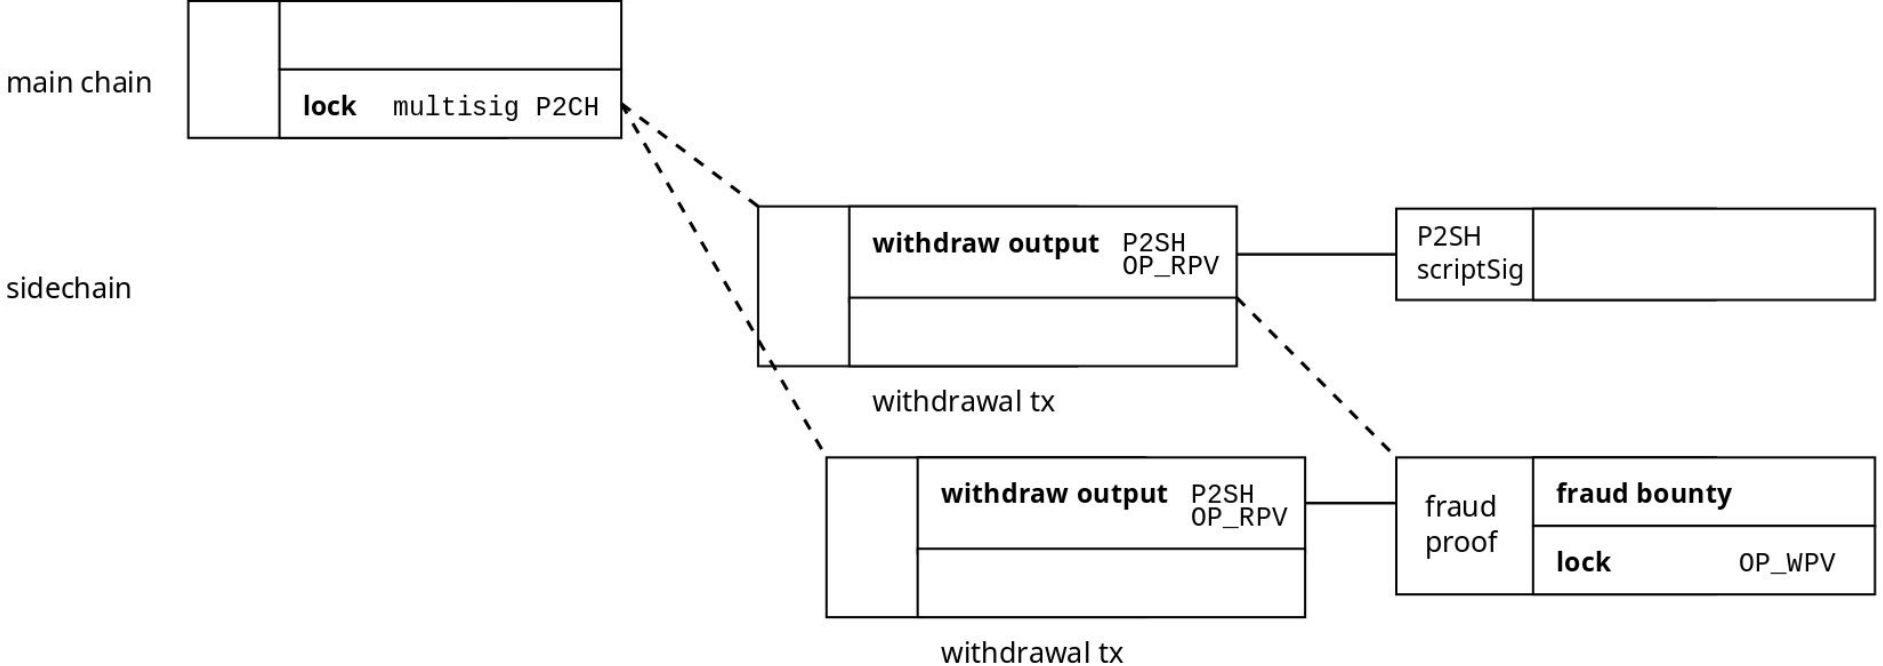 main chain
lock multisig P2CH
sidechain
withdraw output P2SH
OP_RPV
P2SH
scriptSig
withdrawal tx
withdraw output P2SH
OP_RPV
fraud
proof
fraud bounty
lock OP_WPV
withdrawal tx